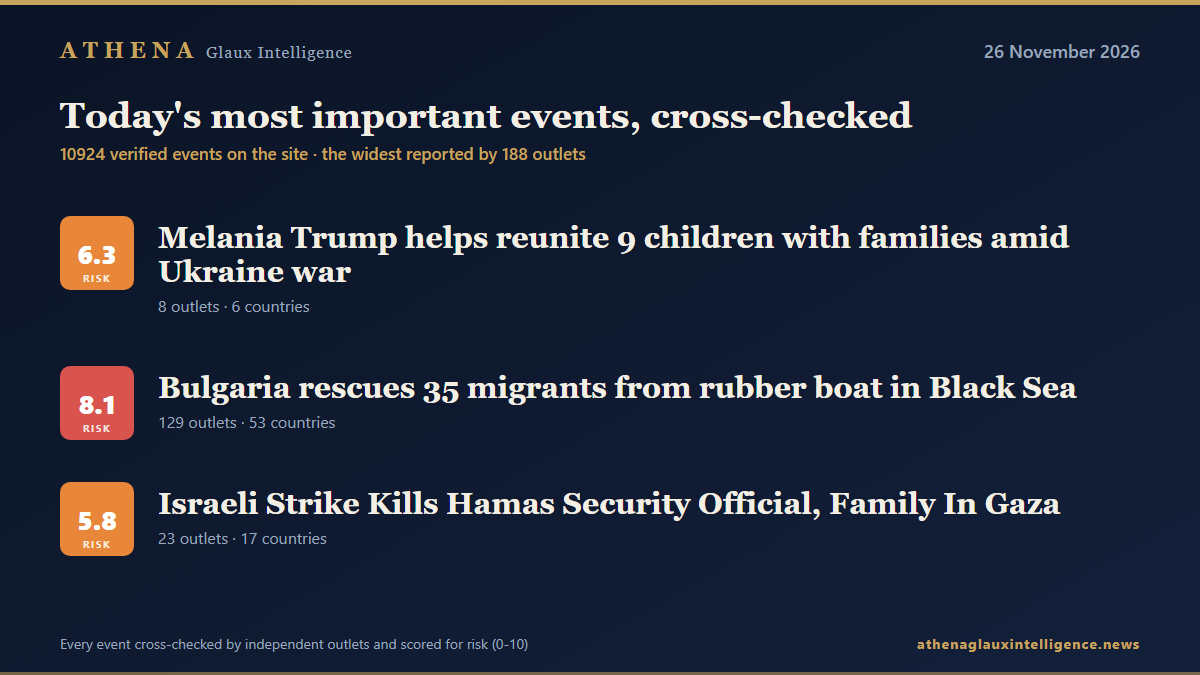 ATHENA Glaux Intelligence
26 November 2026
Today's most important events, cross-checked
10924 verified events on the site · the widest reported by 188 outlets
6.3
RISK
Melania Trump helps reunite 9 children with families amid
Ukraine war
8 outlets · 6 countries
8.1
RISK
Bulgaria rescues 35 migrants from rubber boat in Black Sea
129 outlets · 53 countries
5.8
RISK
Israeli Strike Kills Hamas Security Official, Family In Gaza
23 outlets · 17 countries
Every event cross-checked by independent outlets and scored for risk (0-10)
athenaglauxintelligence.news